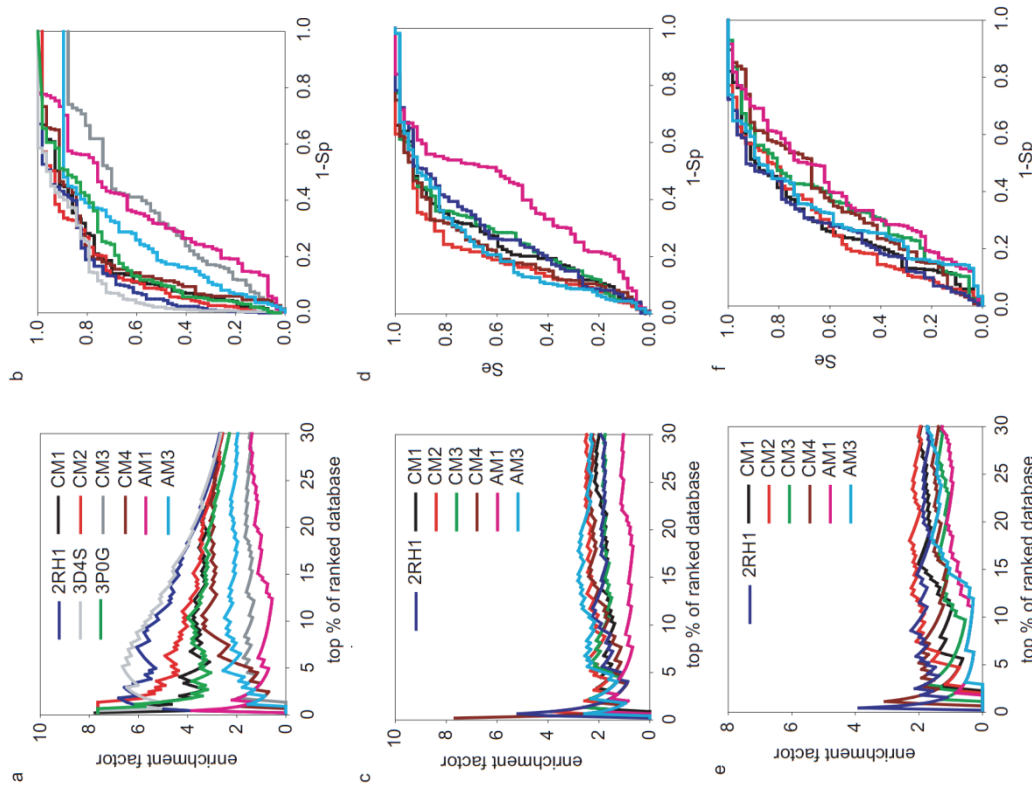 a
enrichment factor
10
8
6
4
2
0
2RH1
3D4S
3P0G
CM1
CM2
CM3
CM4
AM1
AM3
0 5 10 15 20 25 30
top % of ranked database
b
1.0
0.8
0.6
0.4
0.2
0.0
0.0 0.2 0.4 0.6 0.8 1.0
1-Sp
c
enrichment factor
10
8
6
4
2
0
2RH1
CM1
CM2
CM3
CM4
AM1
AM3
0 5 10 15 20 25 30
top % of ranked database
d
Se
1.0
0.8
0.6
0.4
0.2
0.0
0.0 0.2 0.4 0.6 0.8 1.0
1-Sp
e
enrichment factor
8
6
4
2
0
2RH1
CM1
CM2
CM3
CM4
AM1
AM3
0 5 10 15 20 25 30
top % of ranked database
f
Se
1.0
0.8
0.6
0.4
0.2
0.0
0.0 0.2 0.4 0.6 0.8 1.0
1-Sp